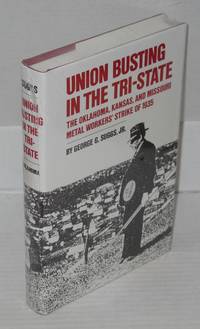 SUGGS
UNION
BUSTING
IN THE
TRI-
STATE
OKLAHOMA
UNION BUSTING
IN THE TRI-STATE
THE OKLAHOMA, KANSAS, AND MISSOURI
METAL WORKERS' STRIKE OF 1935
BY GEORGE G. SUGGS, JR.